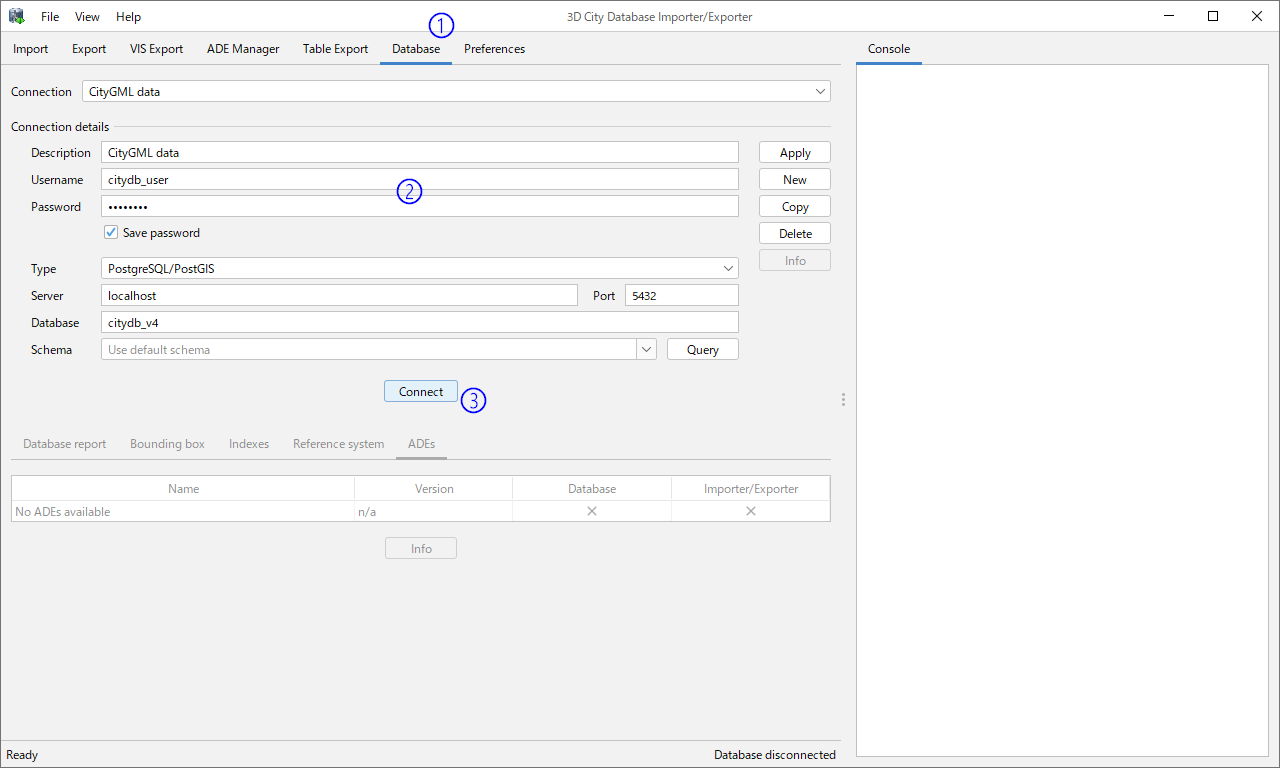 File View Help 3D City Database Importer/Exporter
①
Import Export VIS Export ADE Manager Table Export Database Preferences Console
Connection CityGML data
Connection details
Description CityGML data Apply
Username citydb_user New
②
Password •••••••• Copy
Save password Delete
Info
Type PostgreSQL/PostGIS
Server localhost Port 5432
Database citydb_v4
Schema Use default schema Query
Connect ③
Database report Bounding box Indexes Reference system ADEs
Name Version Database Importer/Exporter
No ADEs available n/a
Info
Ready Database disconnected